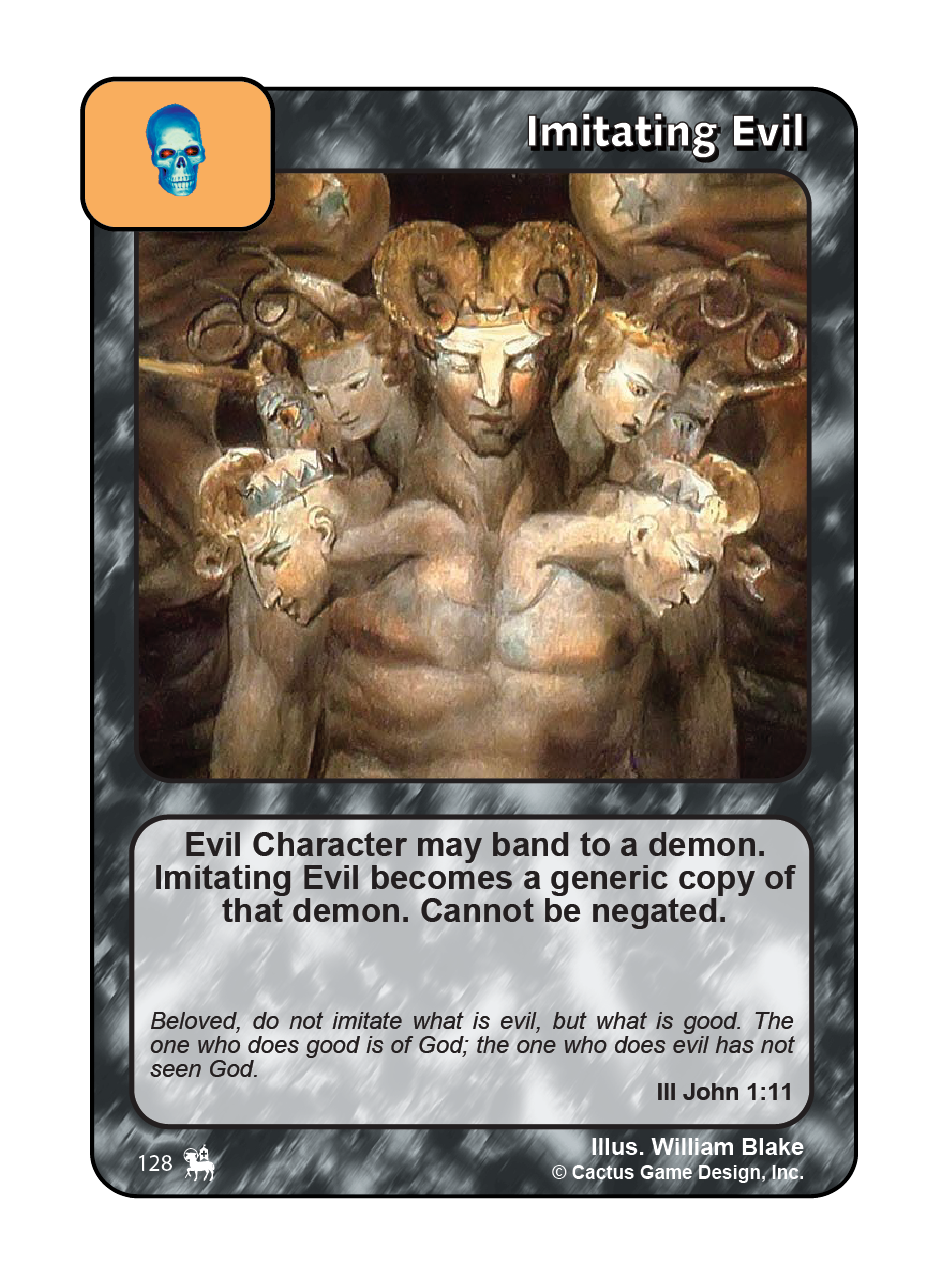 Imitating Evil
Evil Character may band to a demon.
Imitating Evil becomes a generic copy of
that demon. Cannot be negated.
Beloved, do not imitate what is evil, but what is good. The
one who does good is of God; the one who does evil has not
seen God.
III John 1:11
128
Illus. William Blake
© Cactus Game Design, Inc.